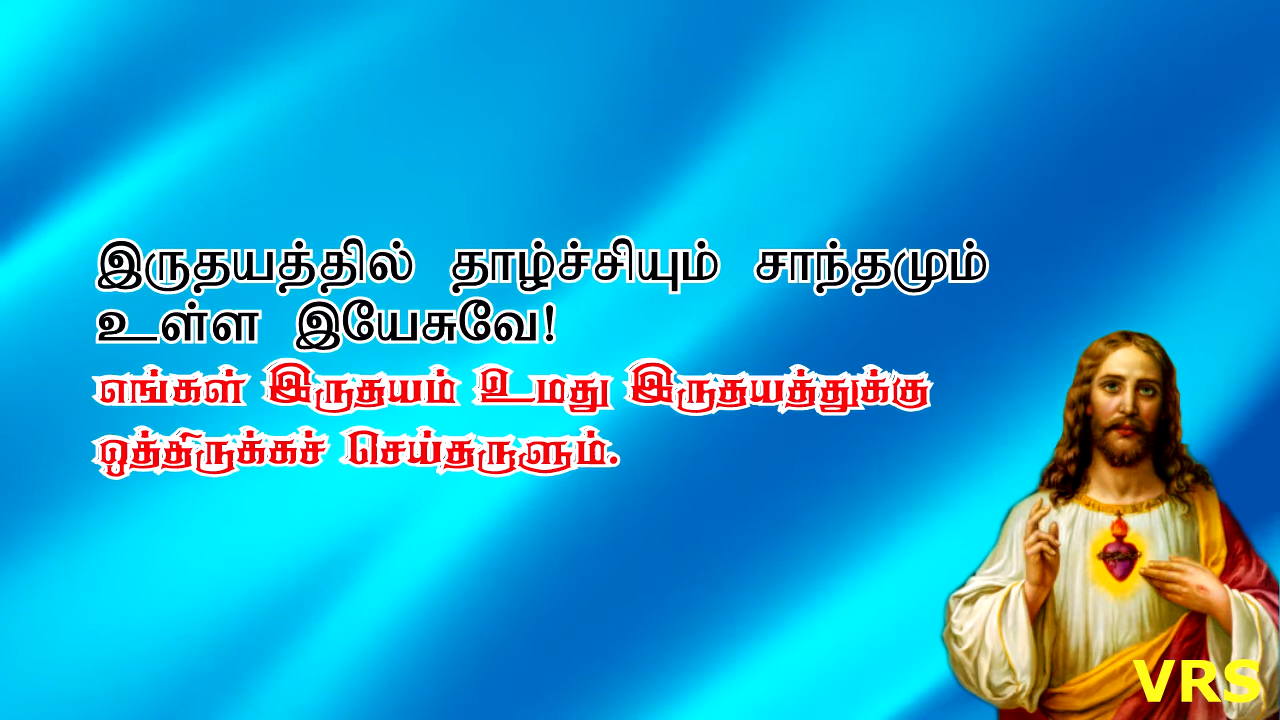 இருதயத்தில் தாழ்ச்சியும் சாந்தமும்
உள்ள இயேசுவே!
எங்கள் இருதயம் உமது இருதயத்துக்கு
ஒத்திருக்கச் செய்தருளும்.
VRS